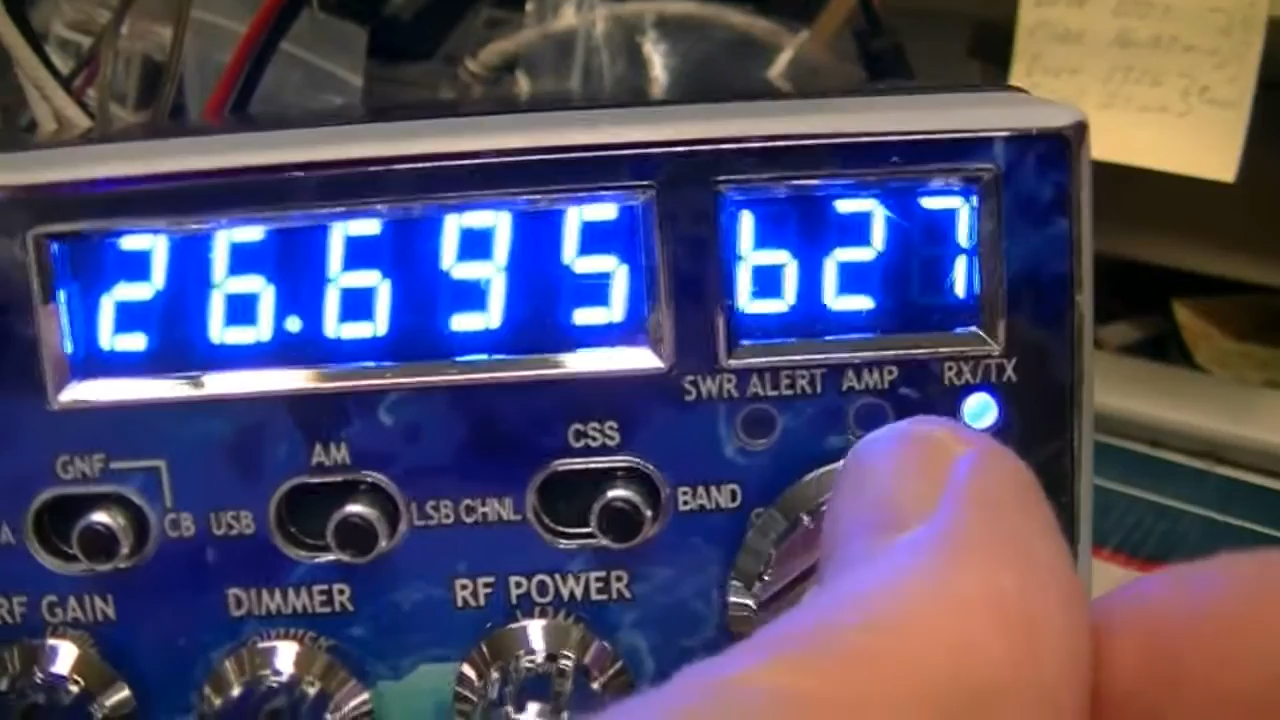 26.695
b27
SWR ALERT AMP RX/TX
GNF
AM
CSS
A
CB
USB
LSB
CHNL
BAND
RF GAIN
DIMMER
RF POWER